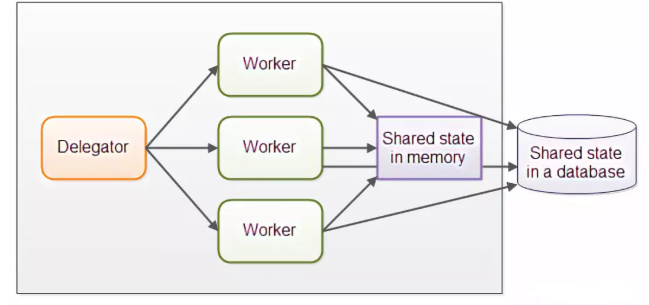 Worker
Delegator
Worker
Shared state
in memory
Shared state
in a database
Worker